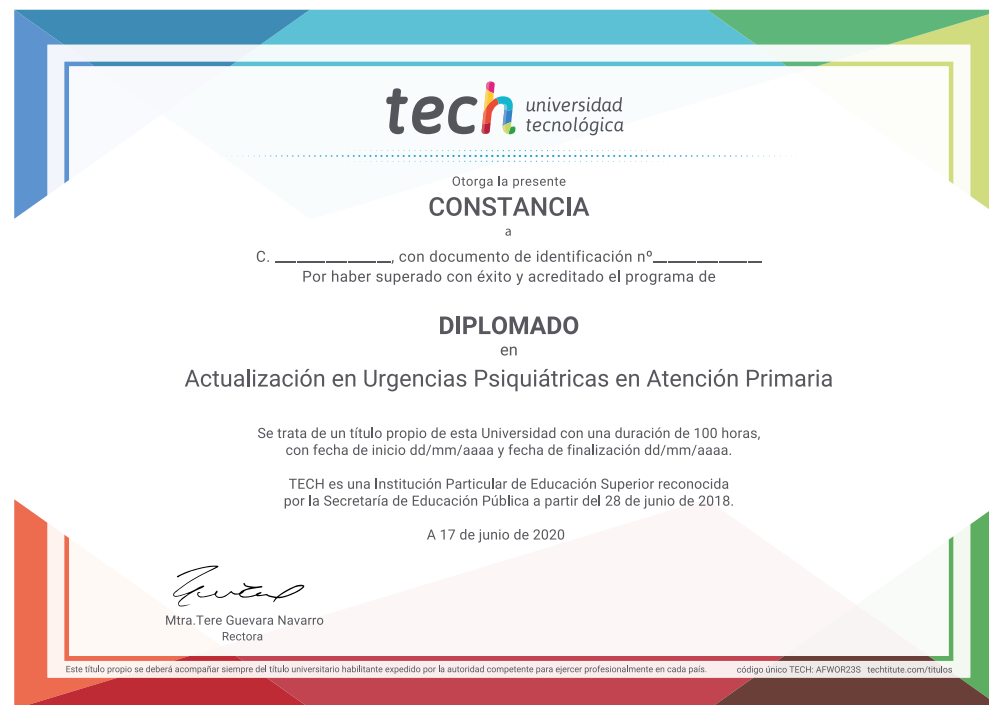 tech universidad
tecnológica
Otorga la presente
CONSTANCIA
a
C. ______________, con documento de identificación nº_____________
Por haber superado con éxito y acreditado el programa de
DIPLOMADO
en
Actualización en Urgencias Psiquiátricas en Atención Primaria
Se trata de un título propio de esta Universidad con una duración de 100 horas,
con fecha de inicio dd/mm/aaaa y fecha de finalización dd/mm/aaaa.
TECH es una Institución Particular de Educación Superior reconocida
por la Secretaría de Educación Pública a partir del 28 de junio de 2018.
A 17 de junio de 2020
Mtra.Tere Guevara Navarro
Rectora
Este título propio se deberá acompañar siempre del título universitario habilitante expedido por la autoridad competente para ejercer profesionalmente en cada país. código único TECH: AFWOR23S techtitute.com/titulos